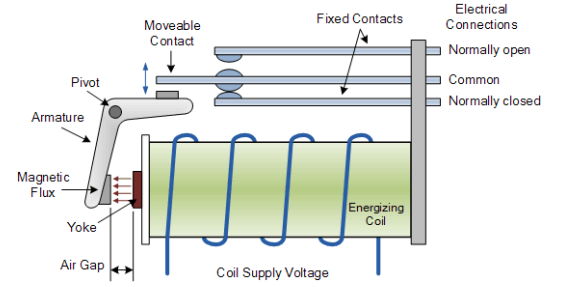 Electrical
Connections
Fixed Contacts
Moveable
Contact
Normally open
Common
Normally closed
Pivot
Armature
Magnetic
Flux
Yoke
Air Gap
Energizing
Coil
Coil Supply Voltage